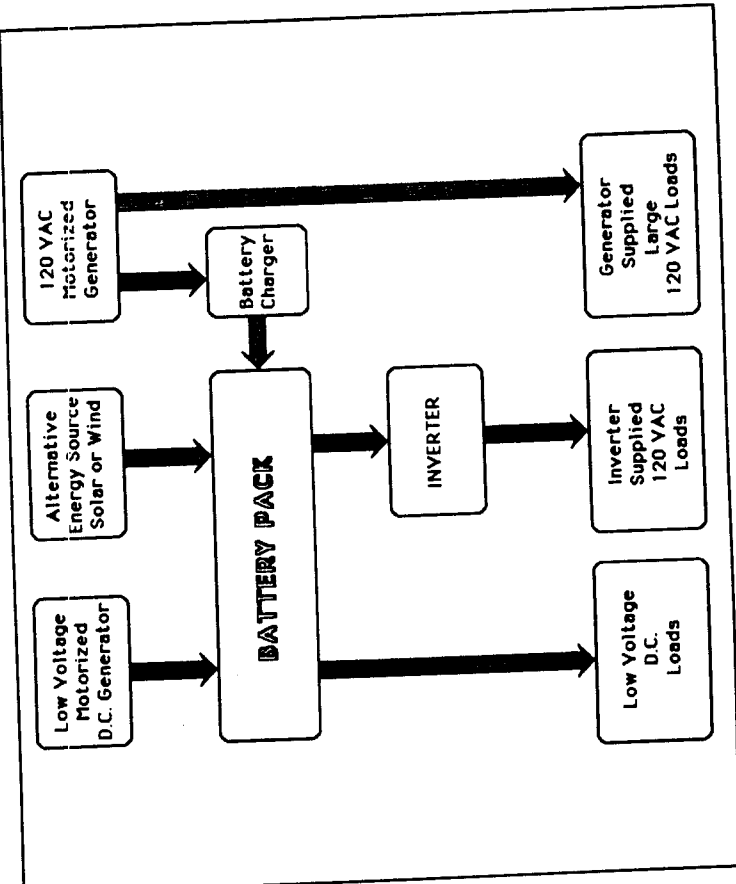 Low Voltage
Motorized
D.C. Generator
Alternative
Energy Source
Solar or Wind
120 VAC
Motorized
Generator
Battery
Charger
BATTERY PACK
INVERTER
Low Voltage
D.C.
Loads
Inverter
Supplied
120 VAC
Loads
Generator
Supplied
Large
120 VAC Loads